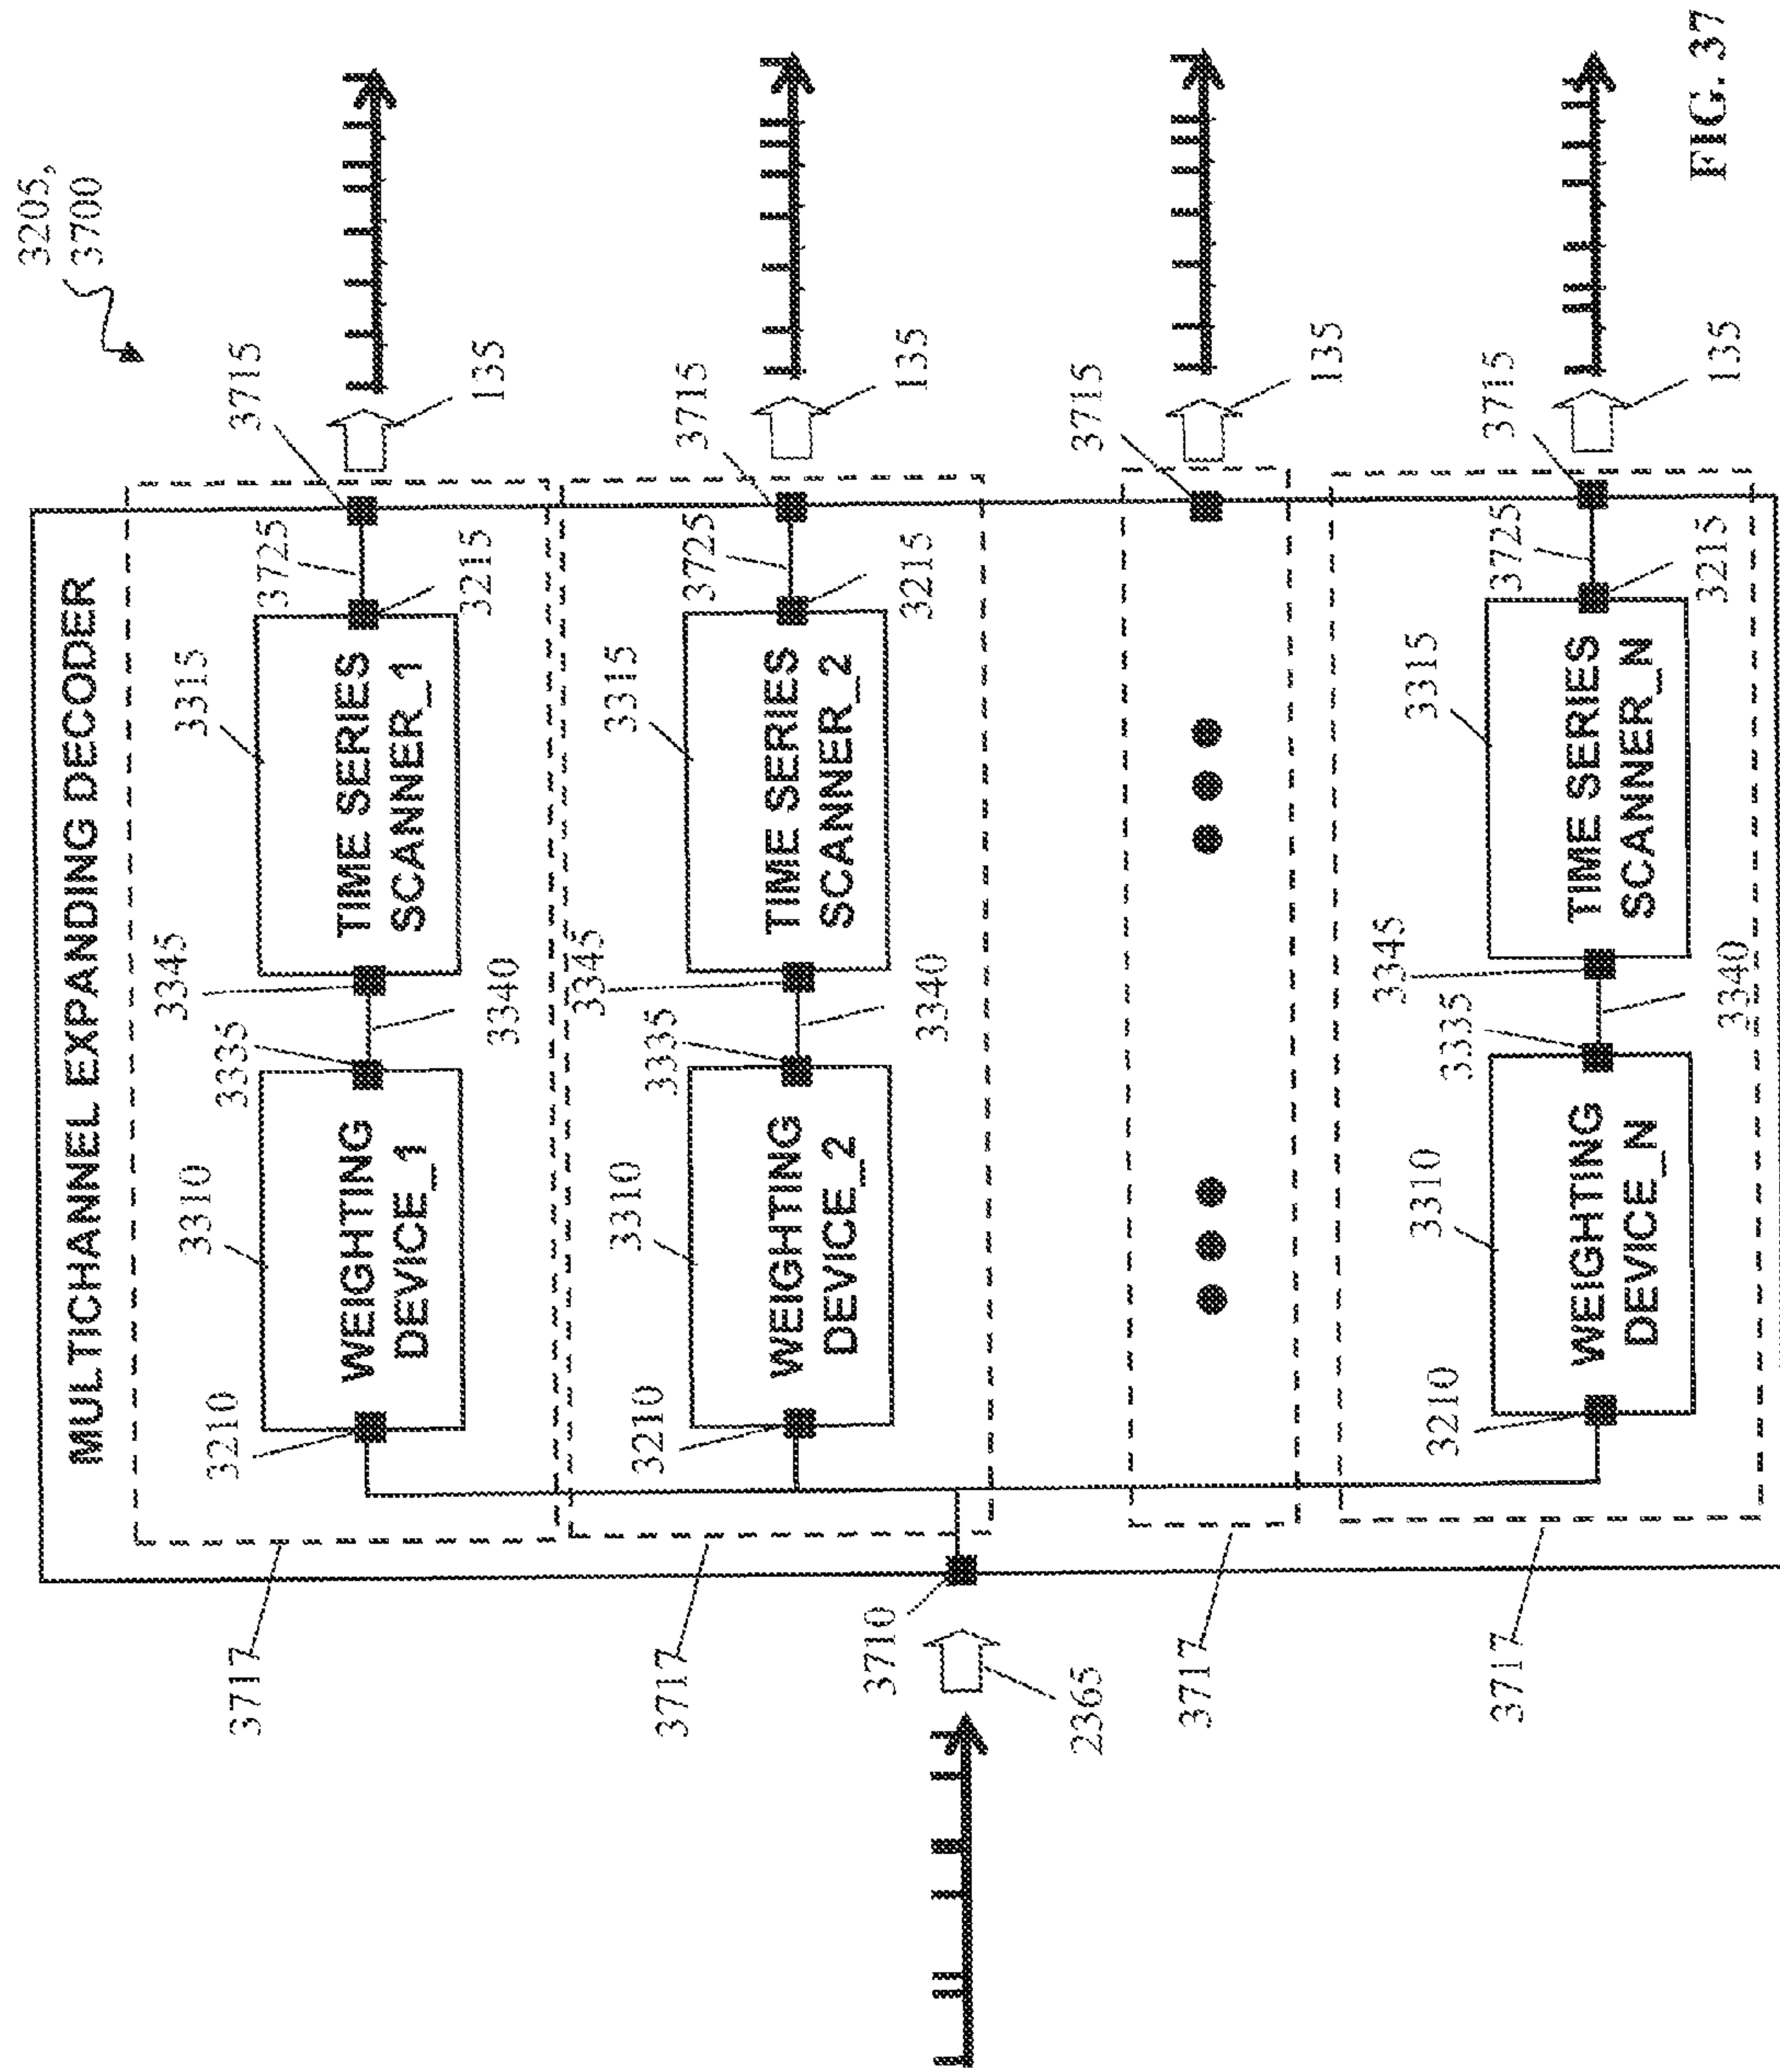 3205,
3700
MULTICHANNEL EXPANDING DECODER
3717
3210
3310
3335
3345
3315
3725
3715
WEIGHTING
DEVICE_1
TIME SERIES
SCANNER_1
3340
3215
135
3717
3210
3310
3335
3345
3315
3725
3715
WEIGHTING
DEVICE_2
TIME SERIES
SCANNER_2
3340
3215
135
3710
2365
3717
3715
135
3717
3210
3310
3335
3345
3315
3725
3715
WEIGHTING
DEVICE_N
TIME SERIES
SCANNER_N
3340
3215
135
FIG. 37